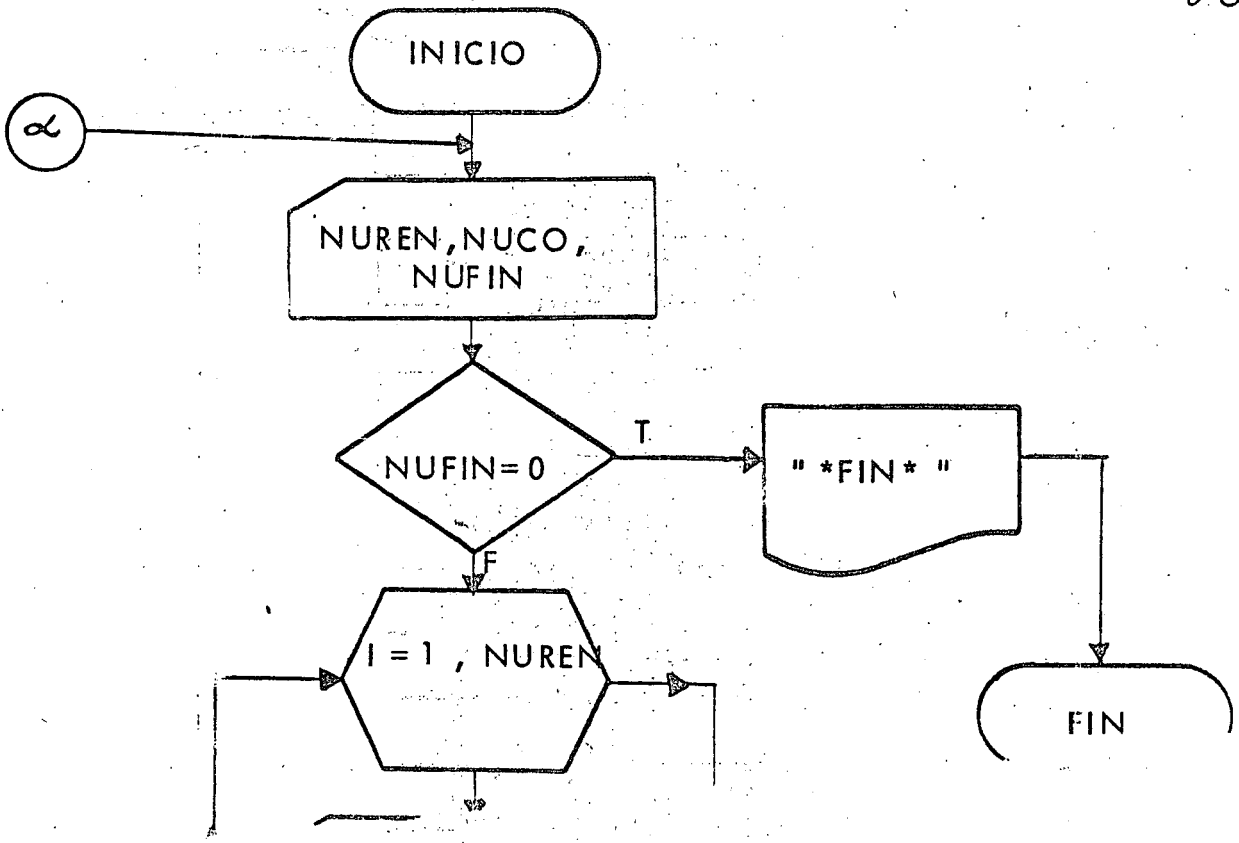 INICIO
α
NUREN, NUCO,
NUFIN
NUFIN=0
T
" *FIN* "
F
I = 1 , NUREN
FIN